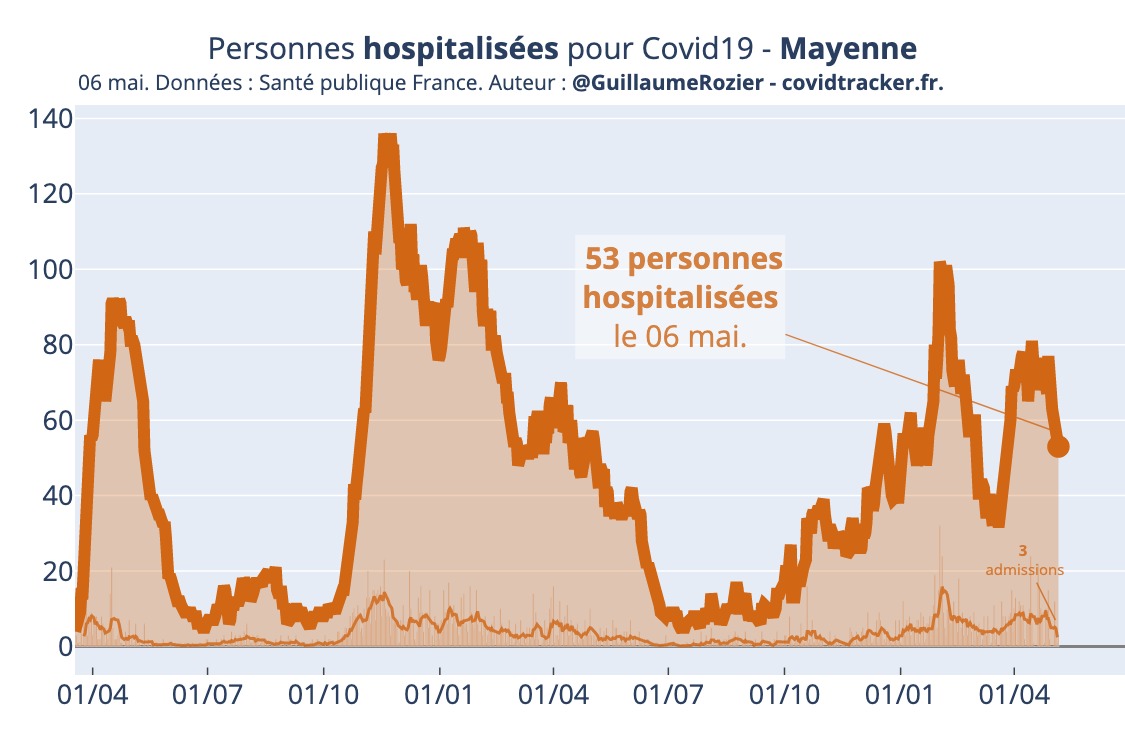 Personnes hospitalisées pour Covid19 - Mayenne
06 mai. Données : Santé publique France. Auteur : @GuillaumeRozier - covidtracker.fr.
140
120
100
80
60
40
20
0
53 personnes
hospitalisées
le 06 mai.
3
admissions
01/04 01/07 01/10 01/01 01/04 01/07 01/10 01/01 01/04